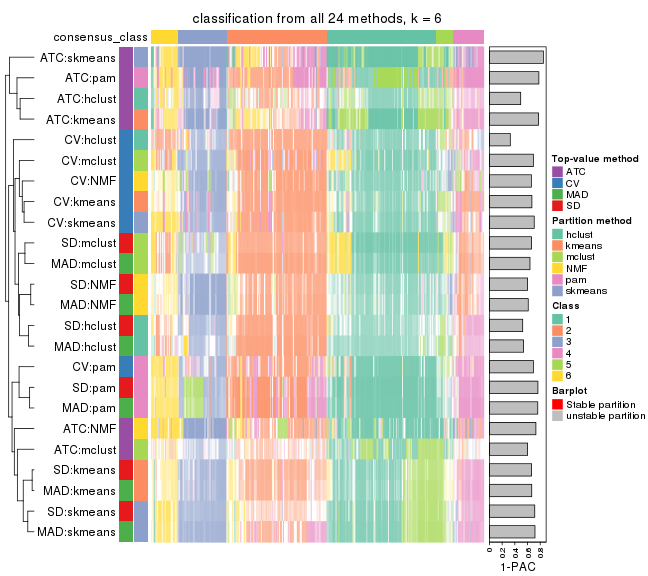 classification from all 24 methods, k = 6
consensus_class
ATC:skmeans
ATC:pam
ATC:hclust
ATC:kmeans
CV:hclust
CV:mclust
CV:NMF
CV:kmeans
CV:skmeans
SD:mclust
MAD:mclust
SD:NMF
MAD:NMF
SD:hclust
MAD:hclust
CV:pam
SD:pam
MAD:pam
ATC:NMF
ATC:mclust
SD:kmeans
MAD:kmeans
SD:skmeans
MAD:skmeans
0 0.2 0.4 0.6 0.8
1-PAC
Top-value method
ATC
CV
MAD
SD
Partition method
hclust
kmeans
mclust
NMF
pam
skmeans
Class
1
2
3
4
5
6
Barplot
Stable partition
unstable partition